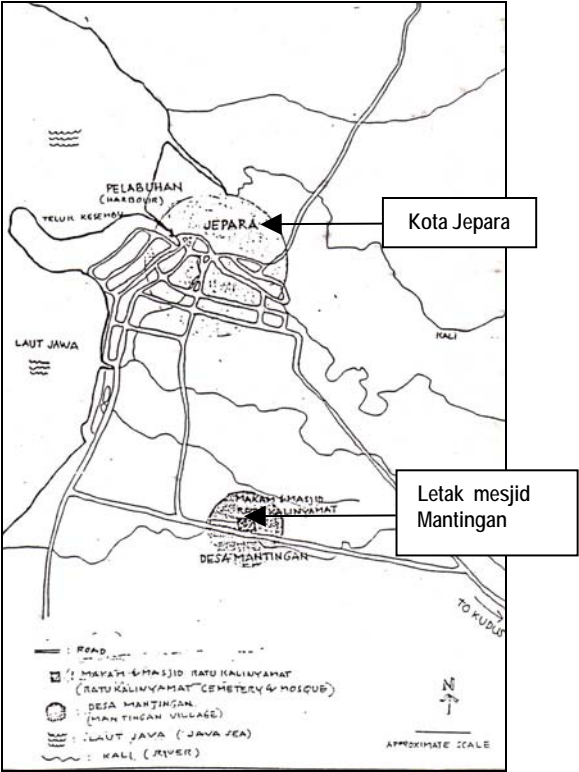 PELABUHAN
(HARBOUR)
TELUK
JEPARA
Kota Jepara
KALI
LAUT JAWA
MAKAM & MASJID
RATU KALINYAMAT
Letak mesjid
Mantingan
DESA MANTINGAN
TO KUDUS
: ROAD
: MAKAM & MASJID RATU KALINYAMAT
(RATU KALINYAMAT CEMETERY & MOSQUE)
: DESA MANTINGAN
(MANTINGAN VILLAGE)
: LAUT JAVA (JAVA SEA)
: KALI (RIVER)
N
APPROXIMATE SCALE